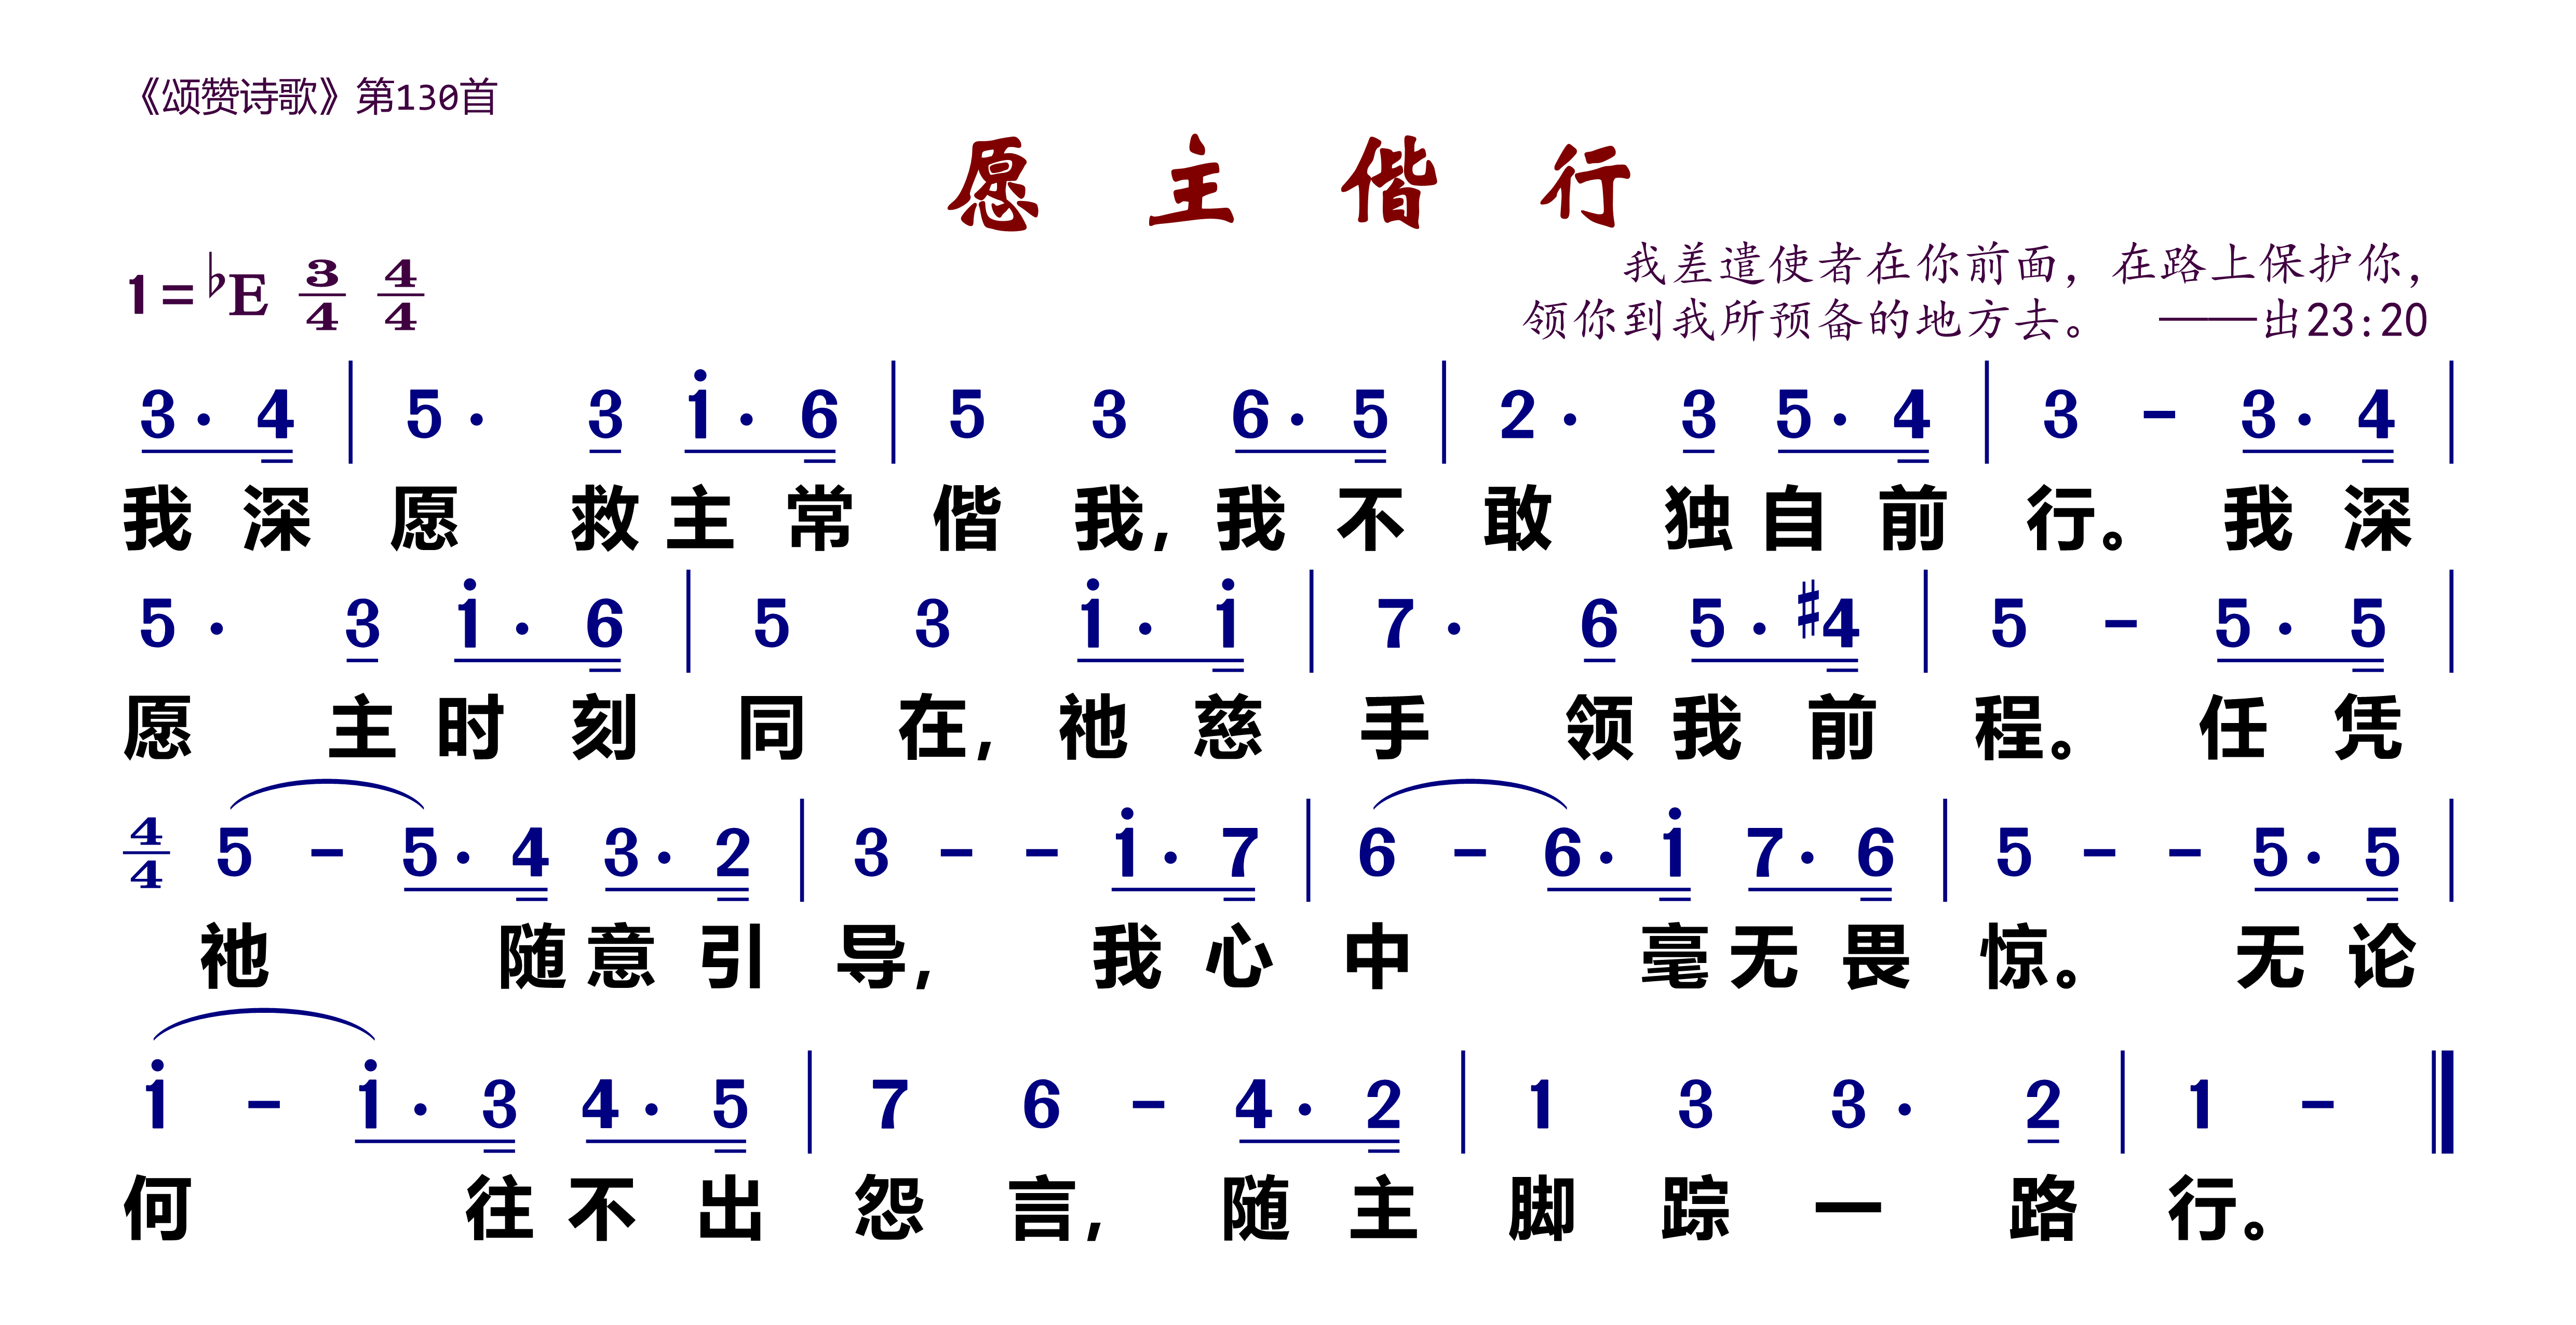 《颂赞诗歌》第130首
愿主偕行
1=♭E 3/4 4/4
我差遣使者在你前面，在路上保护你，
领你到我所预备的地方去。 ——出23:20
3· 4 | 5· 3 i· 6 | 5 3 6· 5 | 2· 3 5· 4 | 3 - 3· 4 |
我深愿救主常偕我，我不敢独自前行。我深
5· 3 i· 6 | 5 3 i· i | 7· 6 5· #4 | 5 - 5· 5 |
愿主时刻同在，祂慈手领我前程。任凭
4/4 5 - 5· 4 3· 2 | 3 - - i· 7 | 6 - 6· i 7· 6 | 5 - - 5· 5 |
祂随意引导，我心中毫无畏惊。无论
i - i· 3 4· 5 | 7 6 - 4· 2 | 1 3 3· 2 | 1 - ‖
何往不出怨言，随主脚踪一路行。